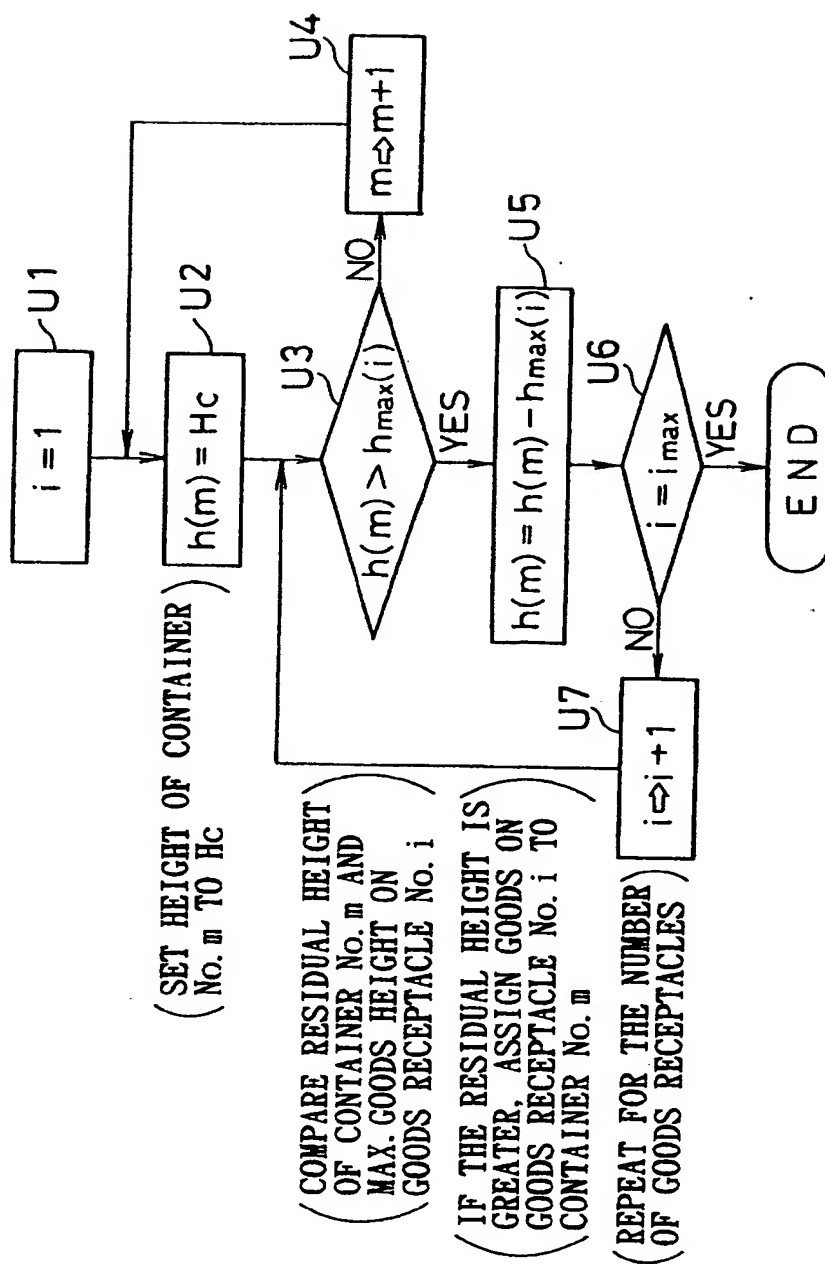 i=1
U1
(SET HEIGHT OF CONTAINER
No. m TO Hc)
h(m) = Hc
U2
(COMPARE RESIDUAL HEIGHT
OF CONTAINER No. m AND
MAX. GOODS HEIGHT ON
GOODS RECEPTACLE No. i)
h(m) > hmax(i)
U3
NO
m⇨m+1
U4
YES
(IF THE RESIDUAL HEIGHT IS
GREATER, ASSIGN GOODS ON
GOODS RECEPTACLE No. i TO
CONTAINER No. m)
h(m) = h(m) - hmax(i)
U5
(REPEAT FOR THE NUMBER
OF GOODS RECEPTACLES)
i⇨i+1
U7
NO
i = imax
U6
YES
END